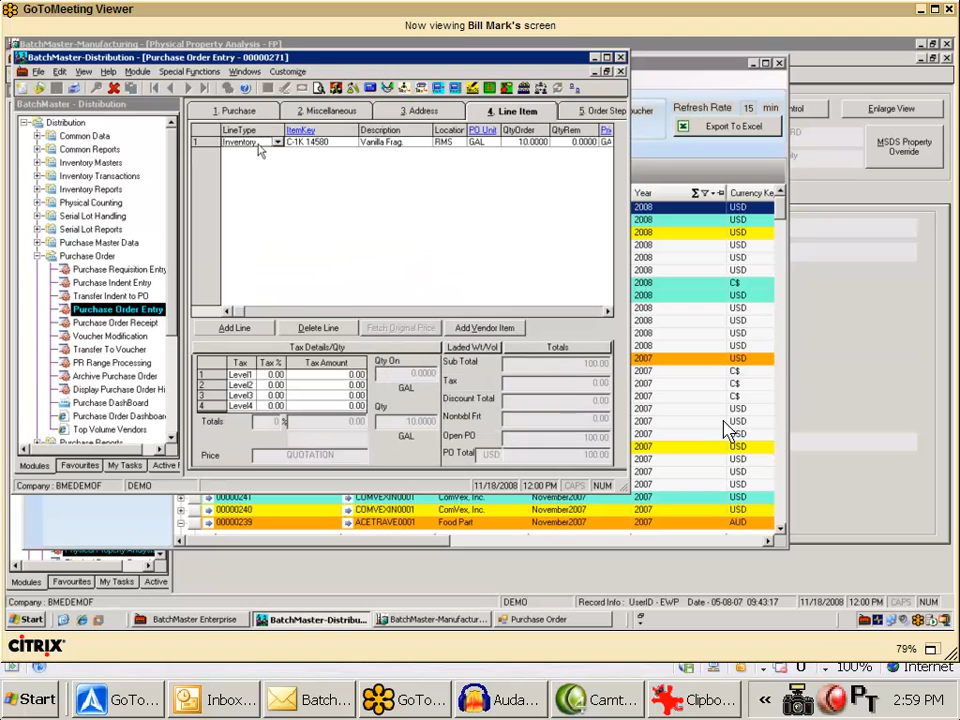 GoToMeeting Viewer
Now viewing Bill Mark's screen
BatchMaster-Manufacturing - [Physical Property Analysis - FP]
BatchMaster-Distribution - [Purchase Order Entry - 00000271]
File Edit View Help Module Special Functions Windows Customize
BatchMaster - Distribution
Distribution
Common Data
Common Reports
Inventory Masters
Inventory Transactions
Inventory Reports
Physical Counting
Serial Lot Handling
Serial Lot Reports
Purchase Master Data
Purchase Order
Purchase Requisition Entry
Purchase Indent Entry
Transfer Indent to PO
Purchase Order Entry
Purchase Order Receipt
Voucher Modification
Transfer To Voucher
PR Range Processing
Archive Purchase Order
Display Purchase Order Hi
Purchase DashBoard
Purchase Order Dashboar
Top Volume Vendors
Modules Favourites My Tasks Active
1. Purchase 2. Miscellaneous 3. Address 4. Line Item 5. Order Step
LineType ItemKey Description Location PO Unit QtyOrder QtyRem Pri
1 Inventory C-1K 14580 Vanilla Frag. RMS GAL 10.0000 0.0000 GA
Add Line Delete Line Fetch Original Price Add Vendor Item
Tax Details/Qty Laded Wt/Vol Totals
Tax Tax % Tax Amount
1 Level1 0.00 0.00
2 Level2 0.00 0.00
3 Level3 0.00 0.00
4 Level4 0.00 0.00
Totals 0 % 0.00
Price QUOTATION
Qty On
0.0000
GAL
Qty
10.0000
GAL
Sub Total 100.00
Tax 0.00
Discount Total 0.00
Nontxbl Frt 0.00
Open PO 100.00
PO Total USD 100.00
Company : BMEDEMOF DEMO 11/18/2008 12:00 PM CAPS NUM
oucher Refresh Rate 15 min
Export To Excel
ntrol Enlarge View
MSDS Property Override
Year Currency Ke
2008 USD
2008 USD
2008 USD
2008 USD
2008 USD
2008 USD
2008 C$
2008 USD
2008 USD
2008 USD
2008 USD
2008 USD
2007 USD
2007 C$
2007 C$
2007 C$
2007 USD
2007 USD
2007 USD
2007 USD
2007 USD
2007 USD
2007 USD
00000241 COMVEXIN0001 ComVex, Inc. November2007 2007 USD
00000240 COMVEXIN0001 ComVex, Inc. November2007 2007 USD
00000239 ACETRAVE0001 Food Part November2007 2007 AUD
Modules Favourites My Tasks Active
Company : BMEDEMOF DEMO Record Info : UserID - EWP Date - 05-08-07 09:43:17 11/18/2008 12:00 PM CAPS NUM
Start BatchMaster Enterprise BatchMaster-Distribu... BatchMaster-Manufactur... Purchase Order
CITRIX 79%
100% Internet
Start GoTo... Inbox... Batch... GoTo... Auda... Camt... Clipbo... 2:59 PM